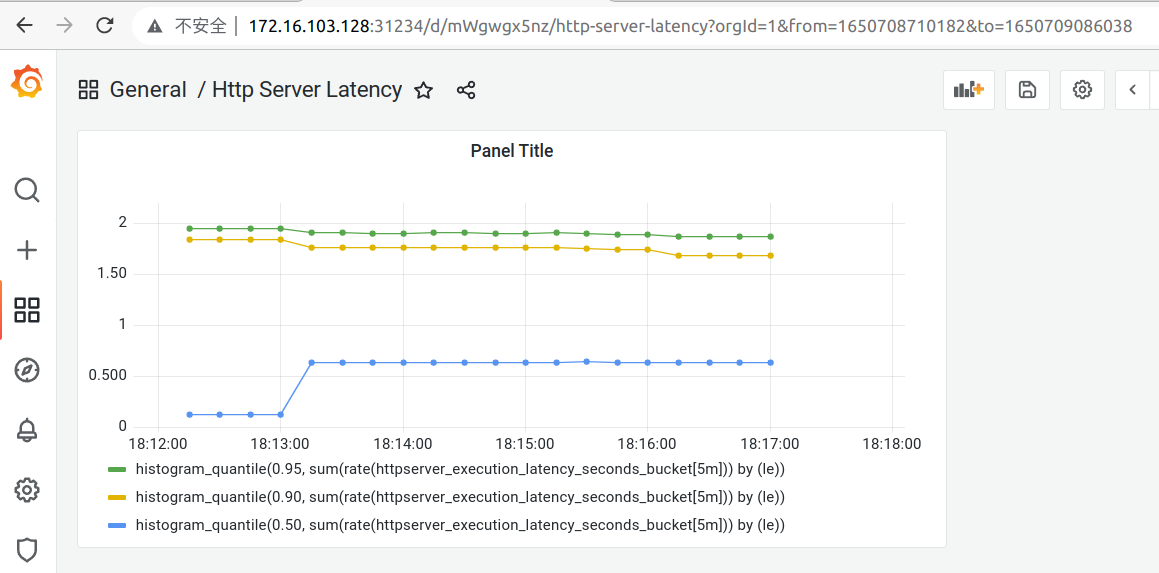 不安全 | 172.16.103.128:31234/d/mWgwgx5nz/http-server-latency?orgId=1&from=1650708710182&to=1650709086038
General / Http Server Latency
Panel Title
2
1.50
1
0.500
0
18:12:00 18:13:00 18:14:00 18:15:00 18:16:00 18:17:00 18:18:00
histogram_quantile(0.95, sum(rate(httpserver_execution_latency_seconds_bucket[5m])) by (le))
histogram_quantile(0.90, sum(rate(httpserver_execution_latency_seconds_bucket[5m])) by (le))
histogram_quantile(0.50, sum(rate(httpserver_execution_latency_seconds_bucket[5m])) by (le))